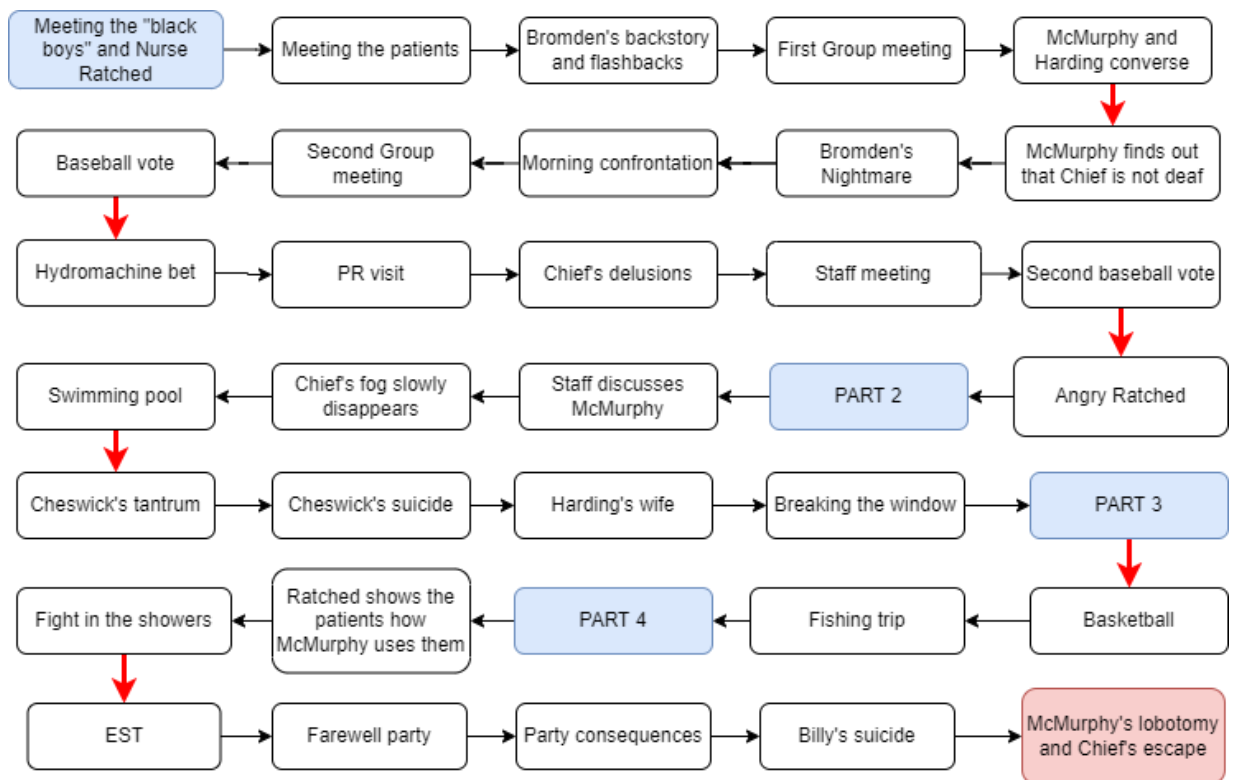 Meeting the "black
boys" and Nurse
Ratched
Meeting the patients
Bromden's backstory
and flashbacks
First Group meeting
McMurphy and
Harding converse
McMurphy finds out
that Chief is not deaf
Bromden's
Nightmare
Morning confrontation
Second Group
meeting
Baseball vote
Hydromachine bet
PR visit
Chief's delusions
Staff meeting
Second baseball vote
Angry Ratched
PART 2
Staff discusses
McMurphy
Chief's fog slowly
disappears
Swimming pool
Cheswick's tantrum
Cheswick's suicide
Harding's wife
Breaking the window
PART 3
Basketball
Fishing trip
PART 4
Ratched shows the
patients how
McMurphy uses them
Fight in the showers
EST
Farewell party
Party consequences
Billy's suicide
McMurphy's lobotomy
and Chief's escape